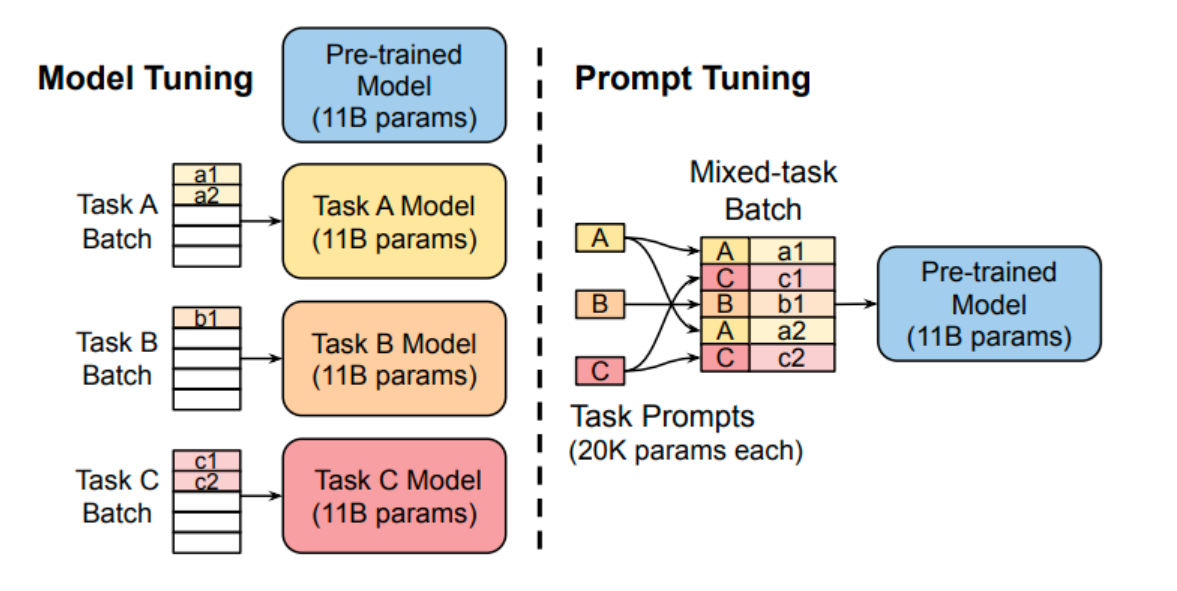 Model Tuning
Pre-trained
Model
(11B params)
Task A
Batch
a1
a2
Task A Model
(11B params)
Task B
Batch
b1
Task B Model
(11B params)
Task C
Batch
c1
c2
Task C Model
(11B params)
Prompt Tuning
Mixed-task
Batch
A
B
C
A a1
C c1
B b1
A a2
C c2
Task Prompts
(20K params each)
Pre-trained
Model
(11B params)